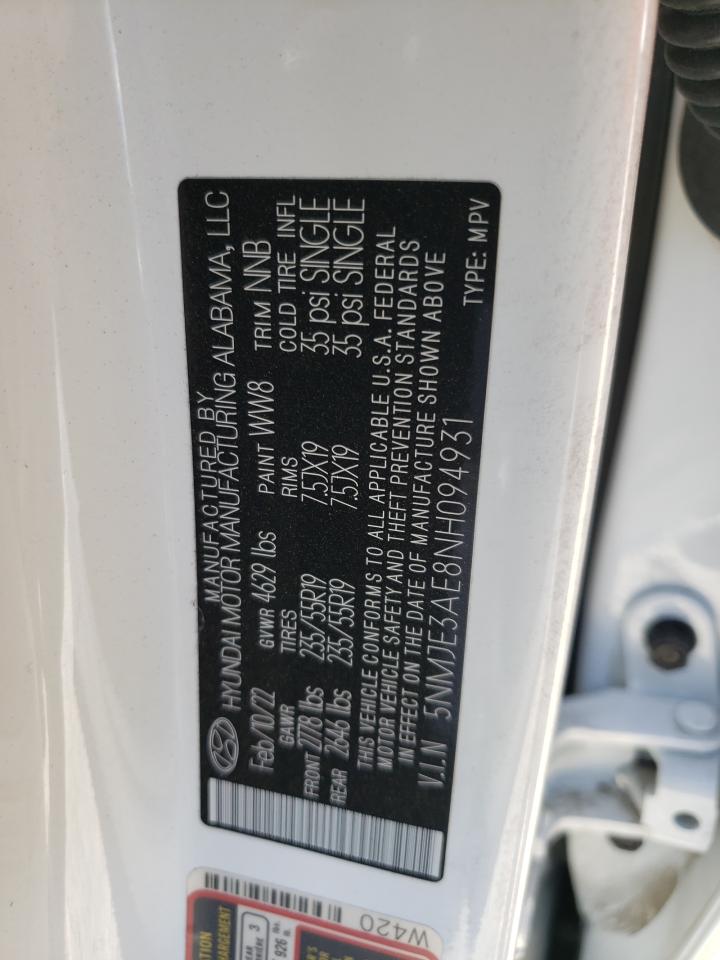 MANUFACTURED BY
HYUNDAI MOTOR MANUFACTURING ALABAMA, LLC
Feb/10/22 GVWR 4629 lbs PAINT WW8 TRIM NNB
GAWR TIRES RIMS COLD TIRE INFL
FRONT 2778 lbs 235/55R19 7.5JX19 35 psi SINGLE
REAR 2646 lbs 235/55R19 7.5JX19 35 psi SINGLE
THIS VEHICLE CONFORMS TO ALL APPLICABLE U.S.A. FEDERAL
MOTOR VEHICLE SAFETY AND THEFT PREVENTION STANDARDS
IN EFFECT ON THE DATE OF MANUFACTURE SHOWN ABOVE
V.I.N 5NMJE3AE8NH094931
TYPE: MPV
3
926
W420